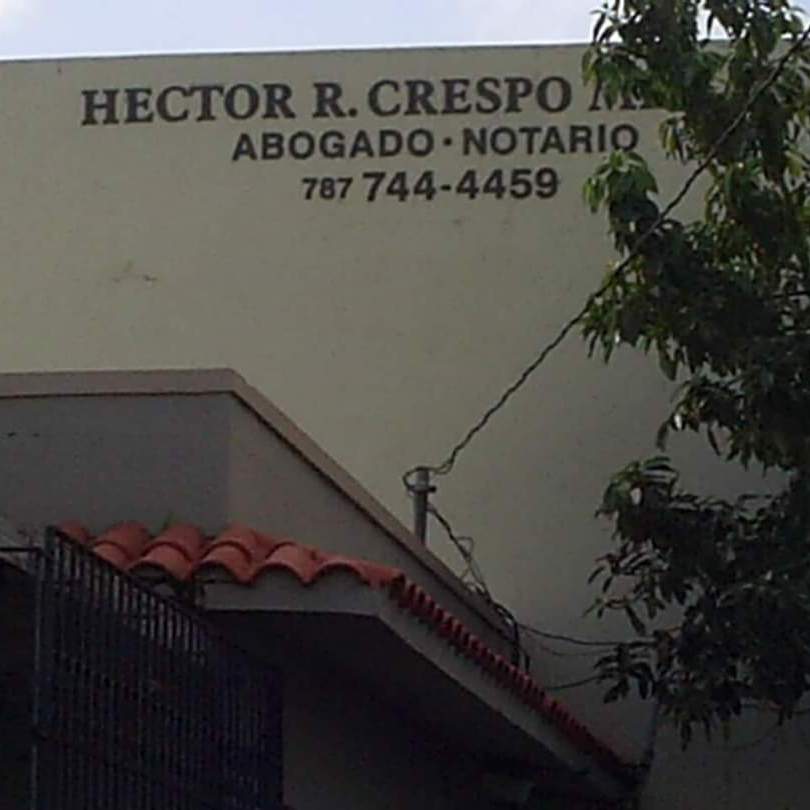 HECTOR R. CRESPO
ABOGADO · NOTARIO
787 744-4459